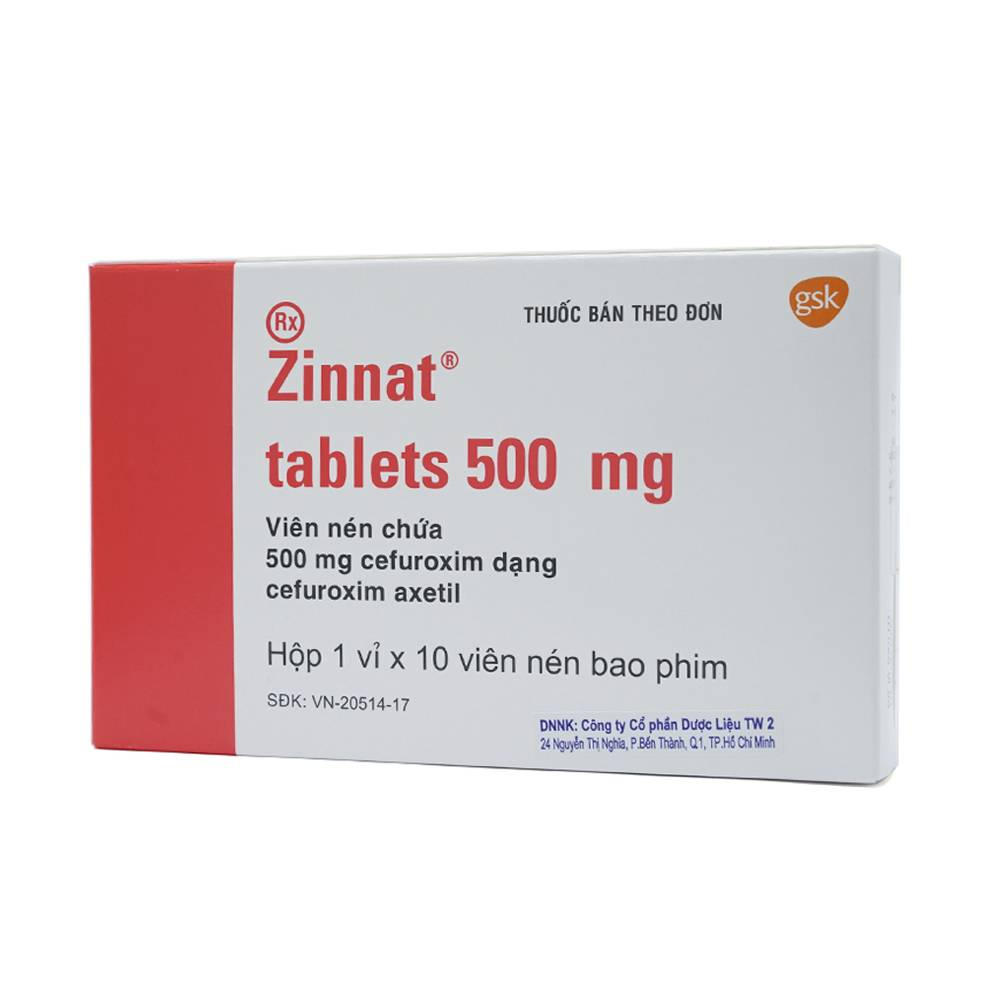 THUỐC BÁN THEO ĐƠN
gsk
Rx
Zinnat®
tablets 500 mg
Viên nén chứa
500 mg cefuroxim dạng
cefuroxim axetil
Hộp 1 vỉ x 10 viên nén bao phim
SĐK: VN-20514-17
DNNK: Công ty Cổ phần Dược Liệu TW 2
24 Nguyễn Thị Nghĩa, P.Bến Thành, Q.1, TP.Hồ Chí Minh